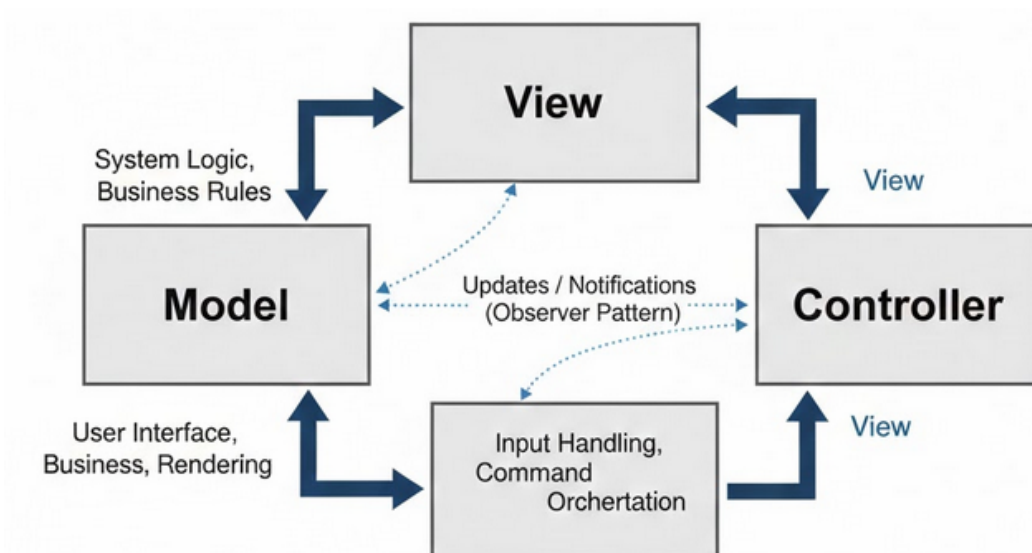 View
System Logic,
Business Rules
View
Model
Updates / Notifications
(Observer Pattern)
Controller
User Interface,
Business, Rendering
Input Handling,
Command
Orchertation
View